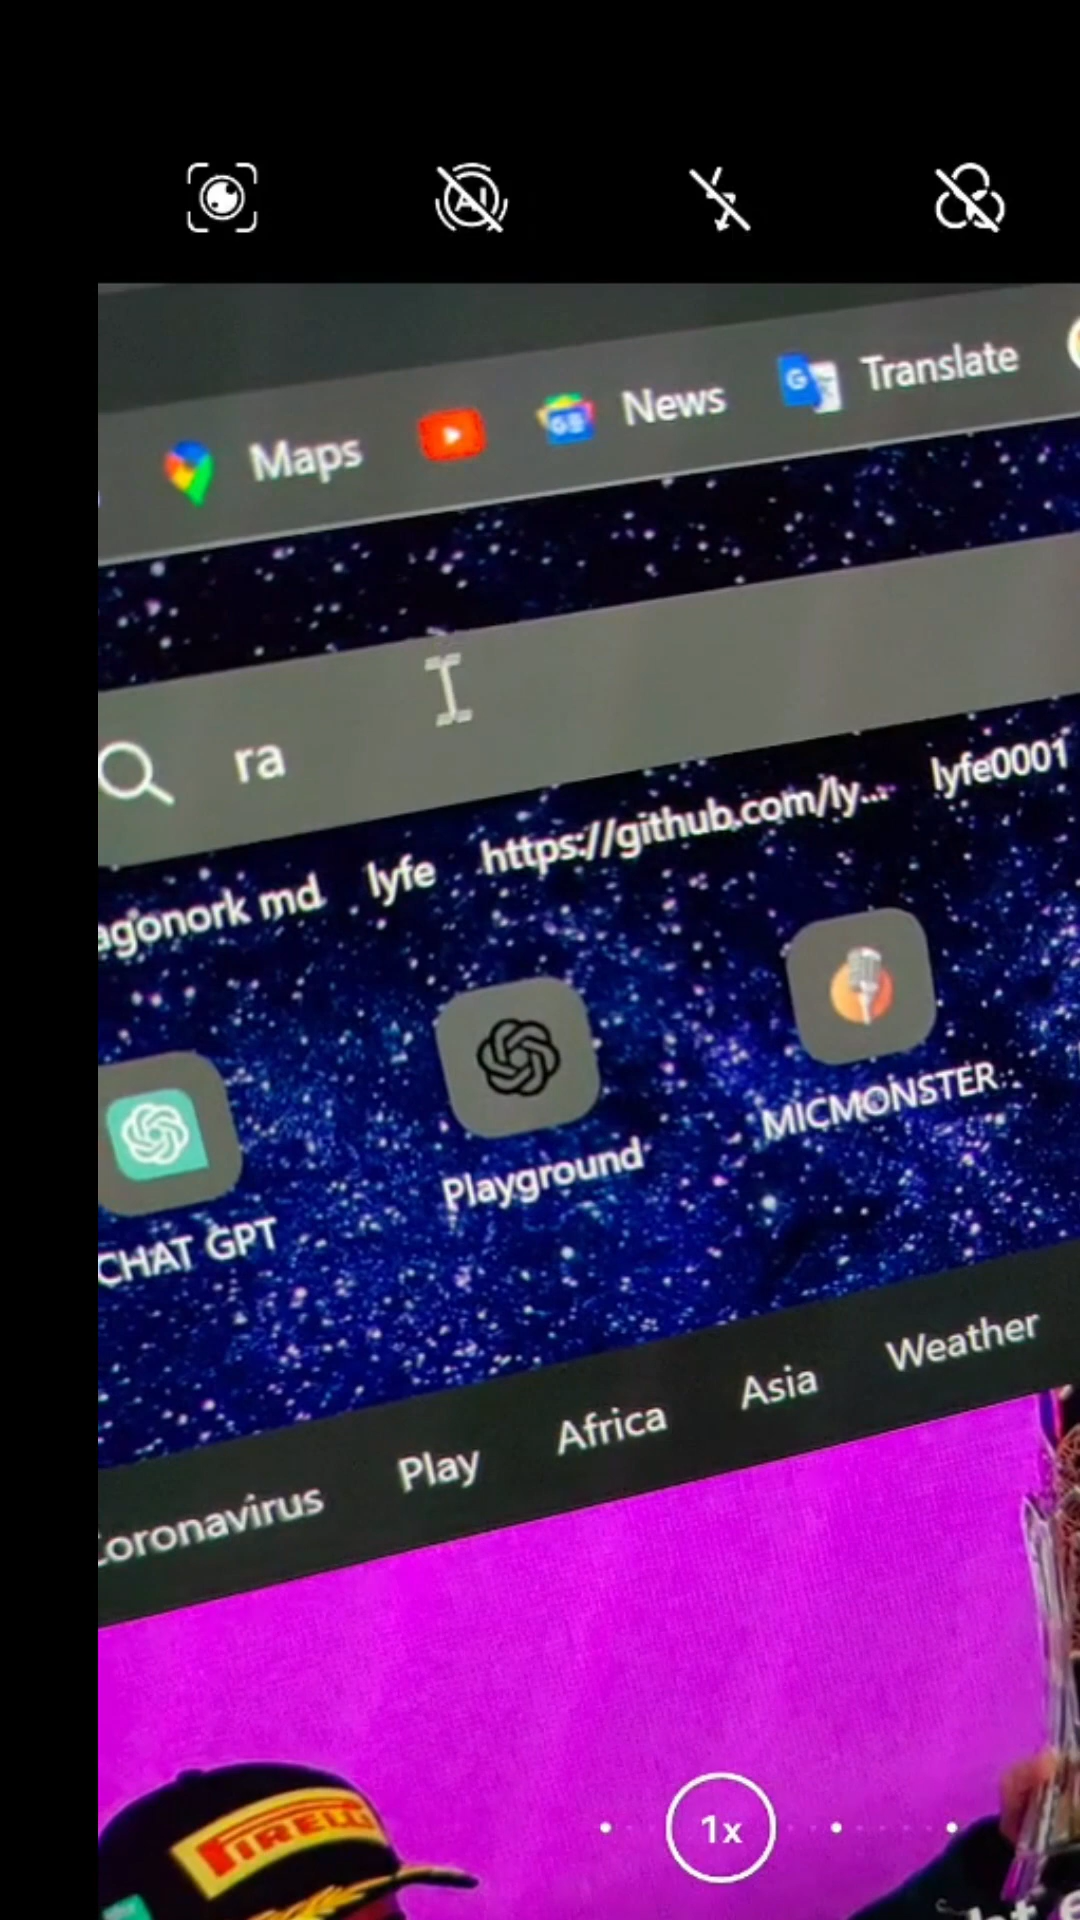 Maps News Translate
ra
agonork md lyfe https://github.com/ly... lyfe0001
CHAT GPT Playground MICMONSTER...
Coronavirus Play Africa Asia Weather
PIRELLI
1x